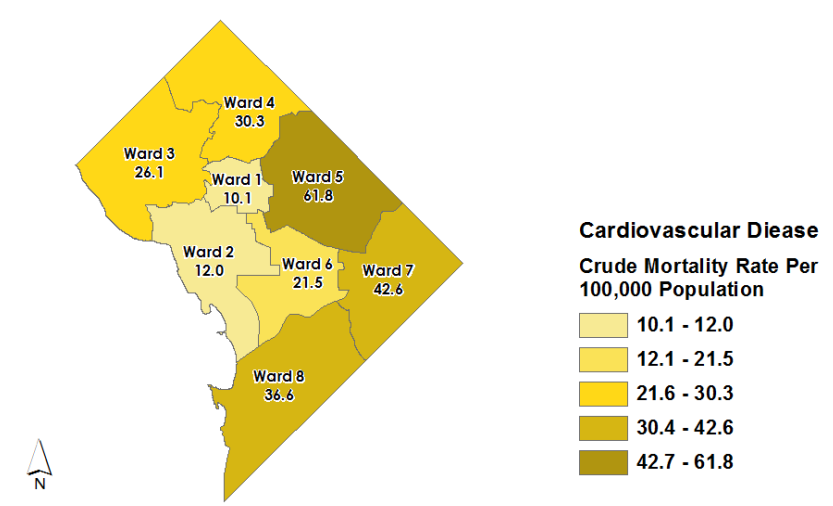 Ward 4
30.3
Ward 3
26.1
Ward 1
10.1
Ward 5
61.8
Ward 2
12.0
Ward 6
21.5
Ward 7
42.6
Ward 8
36.6
N
Cardiovascular Diease
Crude Mortality Rate Per
100,000 Population
10.1 - 12.0
12.1 - 21.5
21.6 - 30.3
30.4 - 42.6
42.7 - 61.8